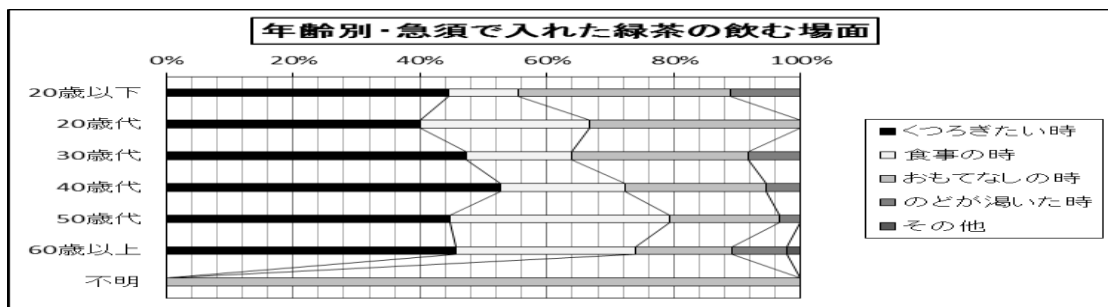 年齢別・急須で入れた緑茶の飲む場面
0% 20% 40% 60% 80% 100%
20歳以下
20歳代
30歳代
40歳代
50歳代
60歳以上
不明
くつろぎたい時
食事の時
おもてなしの時
のどが渇いた時
その他